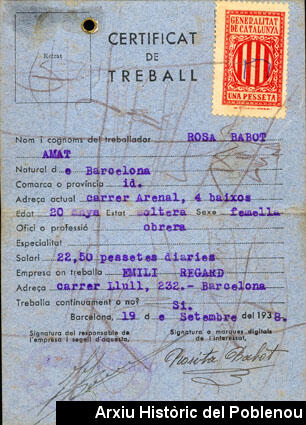 Retrat
CERTIFICAT
DE
TREBALL
GENERALITAT
DE CATALUNYA
UNA PESSETA
Nom i cognoms del treballador ROSA BABOT
AMAT
Natural de Barcelona
Comarca o província id.
Adreça actual carrer Arenal, 4 baixos
Edat 20 Estat soltera Sexe femella
Ofici o professió obrera
Especialitat
Salari 22,50 pessetes diaries
Empresa on treballa EMILI REGARD
Adreça carrer Llull, 232.- Barcelona
Treballa contínuament o no? Si.
Barcelona, 19 de Setembre del 1938.
Signatura del responsable de
l'empresa i segell d'aquesta,
Signatura o marques digitals
de l'interessat,
Rosita Babot
Arxiu Històric del Poblenou